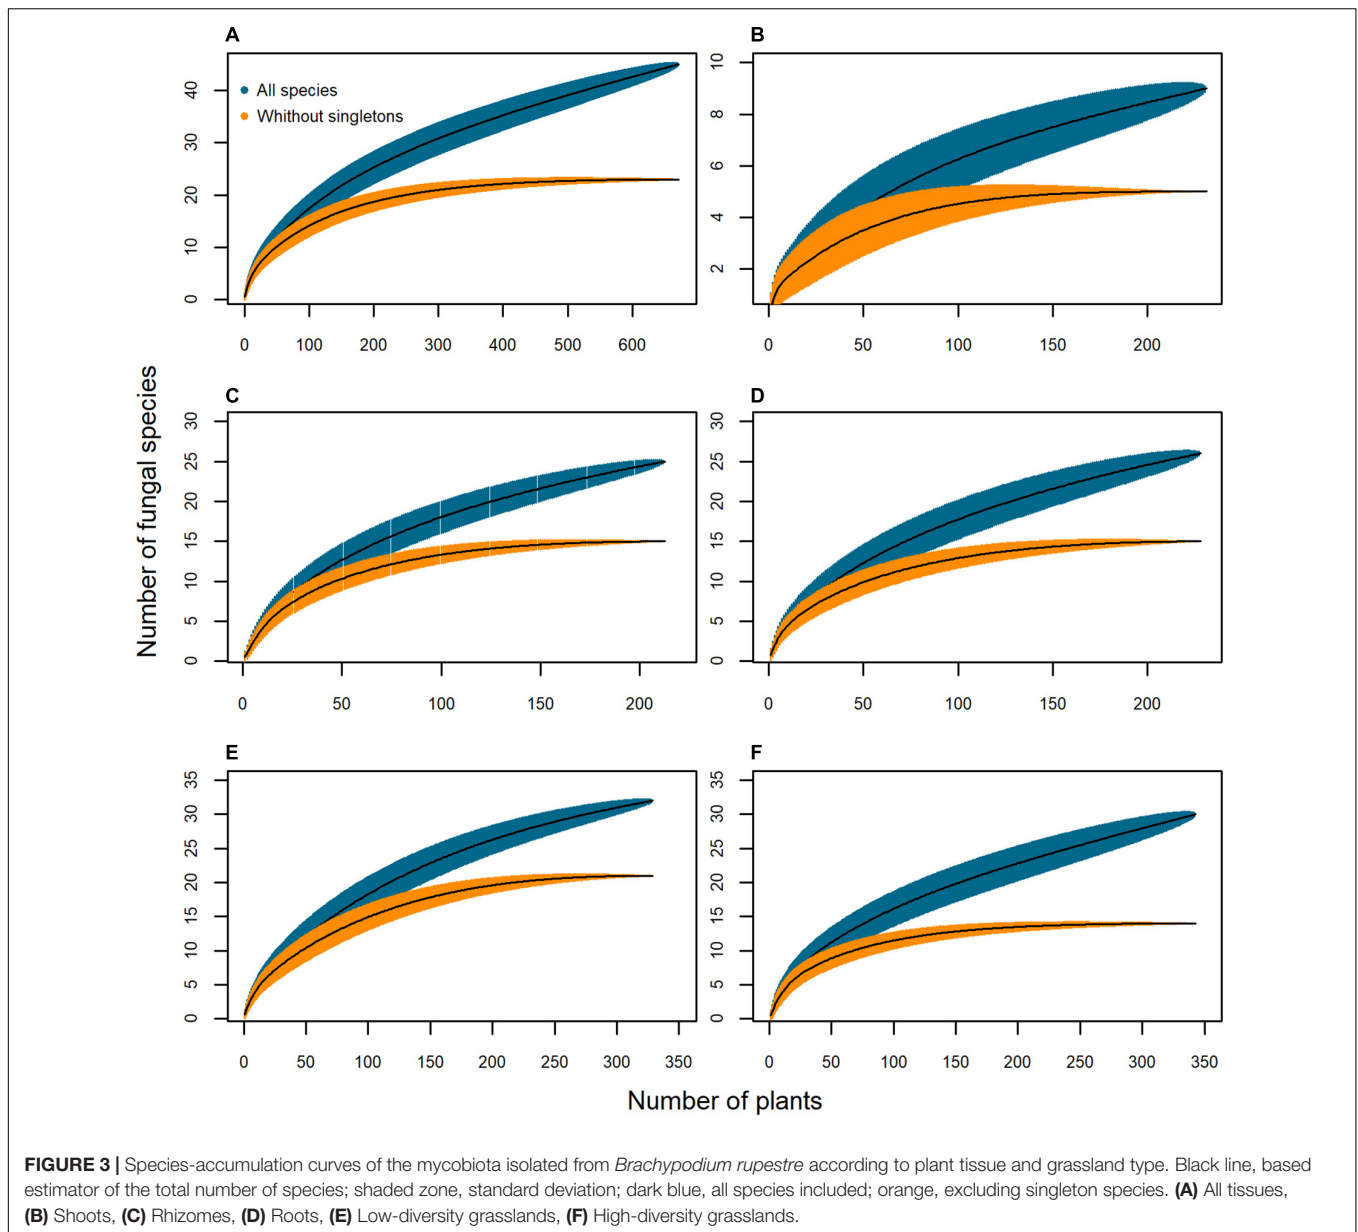 A
40
30
20
10
0
All species
Whithout singletons
0 100 200 300 400 500 600
B
10
8
6
4
2
0 50 100 150 200
Number of fungal species
C
30
25
20
15
10
5
0
0 50 100 150 200
D
30
25
20
15
10
5
0
0 50 100 150 200
E
35
30
25
20
15
10
5
0
0 50 100 150 200 250 300 350
F
35
30
25
20
15
10
5
0
0 50 100 150 200 250 300 350
Number of plants
FIGURE 3 | Species-accumulation curves of the mycobiota isolated from Brachypodium rupestre according to plant tissue and grassland type. Black line, based
estimator of the total number of species; shaded zone, standard deviation; dark blue, all species included; orange, excluding singleton species. (A) All tissues,
(B) Shoots, (C) Rhizomes, (D) Roots, (E) Low-diversity grasslands, (F) High-diversity grasslands.